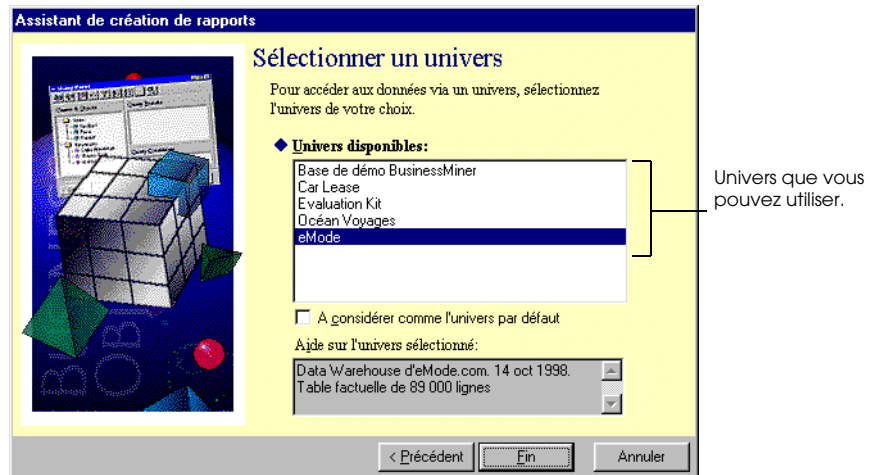 Assistant de création de rapports
Sélectionner un univers
Pour accéder aux données via un univers, sélectionnez
l'univers de votre choix.
Univers disponibles:
Base de démo BusinessMiner
Car Lease
Evaluation Kit
Océan Voyages
eMode
Univers que vous
pouvez utiliser.
A considérer comme l'univers par défaut
Aide sur l'univers sélectionné:
Data Warehouse d'eMode.com. 14 oct 1998.
Table factuelle de 89 000 lignes
< Précédent
Fin
Annuler